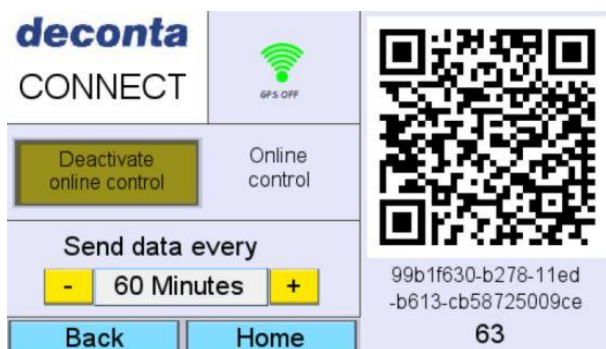 deconta
CONNECT
GPS OFF
Deactivate
online control
Online
control
Send data every
- 60 Minutes +
Back
Home
99b1f630-b278-11ed
-b613-cb58725009ce
63